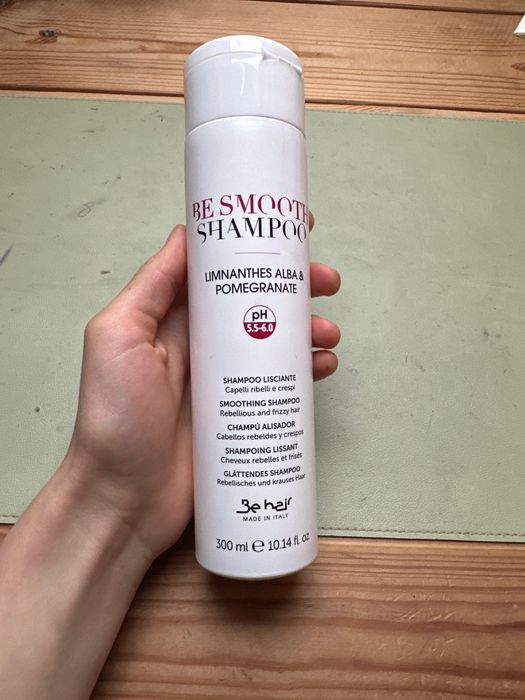 BE SMOOTH
SHAMPOO
LIMNANTHES ALBA &
POMEGRANATE
pH
5.5-6.0
SHAMPOO LISCIANTE
Capelli ribelli e crespi
SMOOTHING SHAMPOO
Rebellious and frizzy hair
CHAMPÚ ALISADOR
Cabellos rebeldes y crespos
SHAMPOING LISSANT
Cheveux rebelles et frisés
GLÄTTENDES SHAMPOO
Rebellisches und krauses Haar
Be hair
MADE IN ITALY
300 ml ℮ 10.14 fl. oz